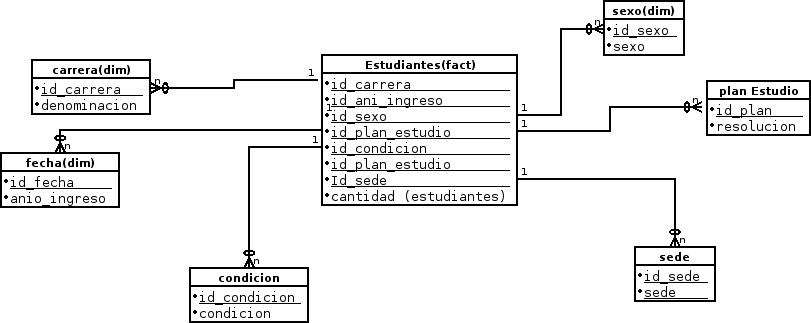 sexo(dim)
id_sexo
sexo
n
carrera(dim)
id_carrera
denominacion
n
1
Estudiantes(fact)
id_carrera
id_ani_ingreso
id_sexo
id_plan_estudio
id_condicion
id_plan_estudio
Id_sede
cantidad (estudiantes)
1
1
1
1
1
plan Estudio
id_plan
resolucion
n
fecha(dim)
id_fecha
anio_ingreso
n
condicion
id_condicion
condicion
n
sede
id_sede
sede
n